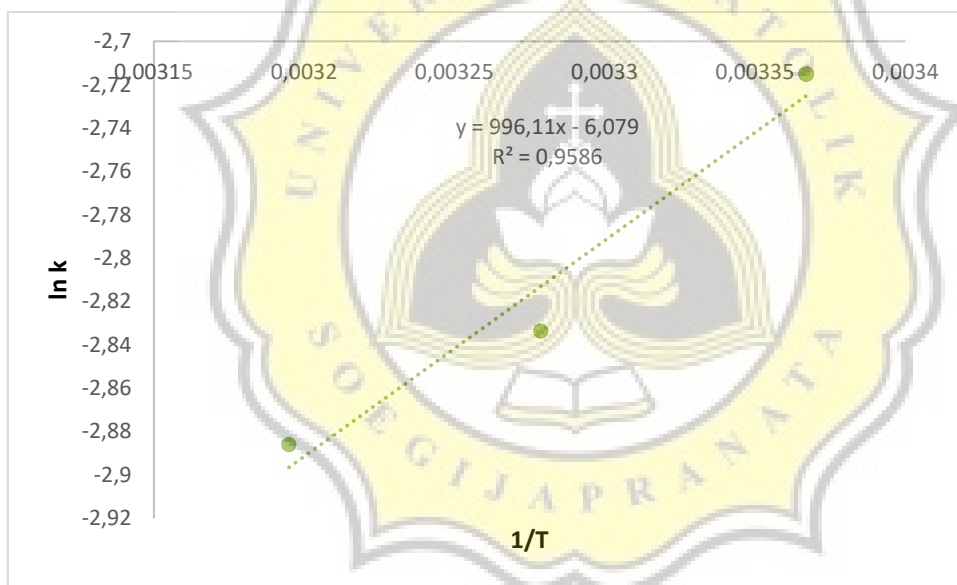 -2,7
0,00315 0,0032 0,00325 0,0033 0,00335 0,0034
-2,72
-2,74
y = 996,11x - 6,079
R² = 0,9586
-2,76
-2,78
-2,8
ln k
-2,82
-2,84
-2,86
-2,88
-2,9
-2,92
1/T
SOEGIJAPRANATA